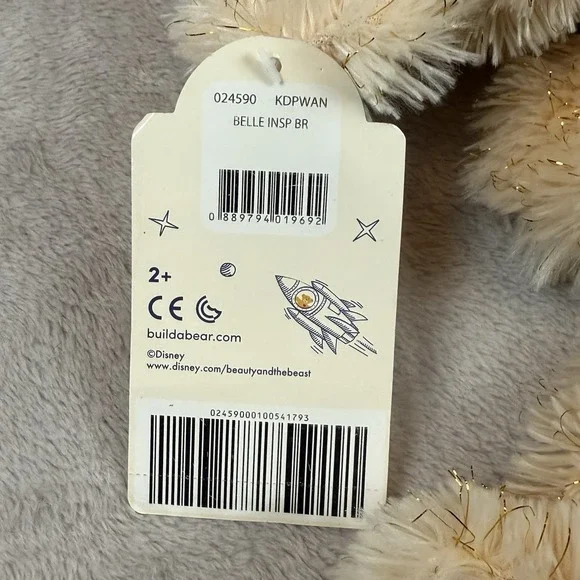 024590 KDPWAN
BELLE INSP BR
0 889794 019692
2+
CE
buildabear.com
©Disney
www.disney.com/beautyandthebeast
02459000100541793